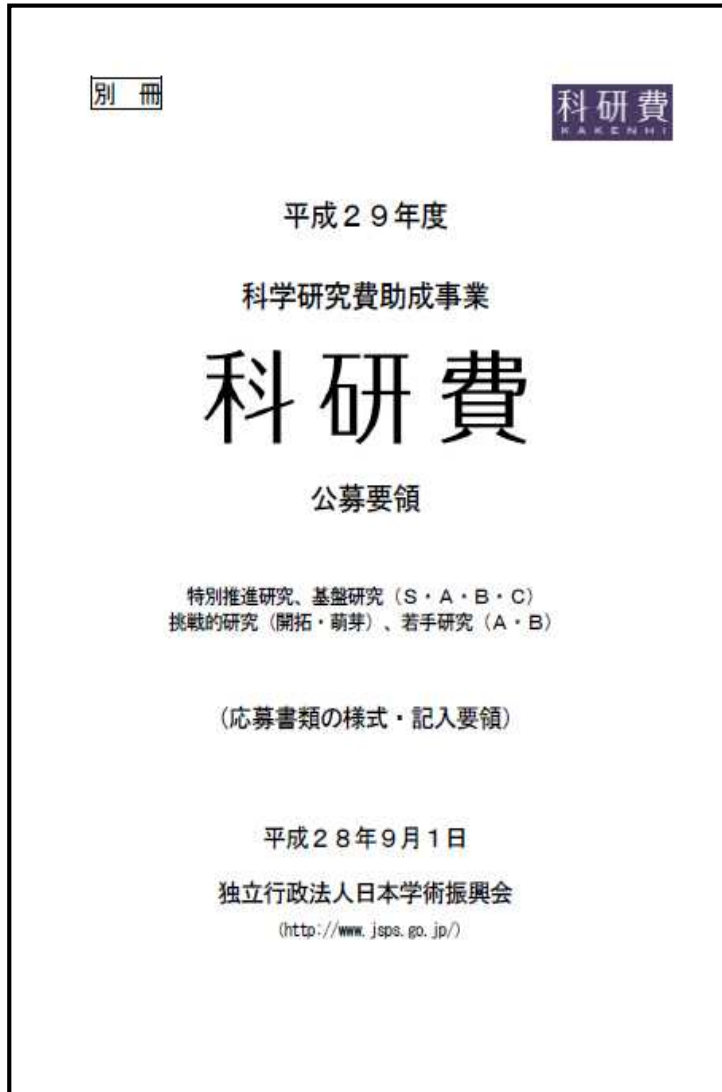 別 冊
科研費
KAKENHI
平成２９年度
科学研究費助成事業
科研費
公募要領
特別推進研究、基盤研究（Ｓ・Ａ・Ｂ・Ｃ）
挑戦的研究（開拓・萌芽）、若手研究（Ａ・Ｂ）
（応募書類の様式・記入要領）
平成２８年９月１日
独立行政法人日本学術振興会
(http://www.jsps.go.jp/)